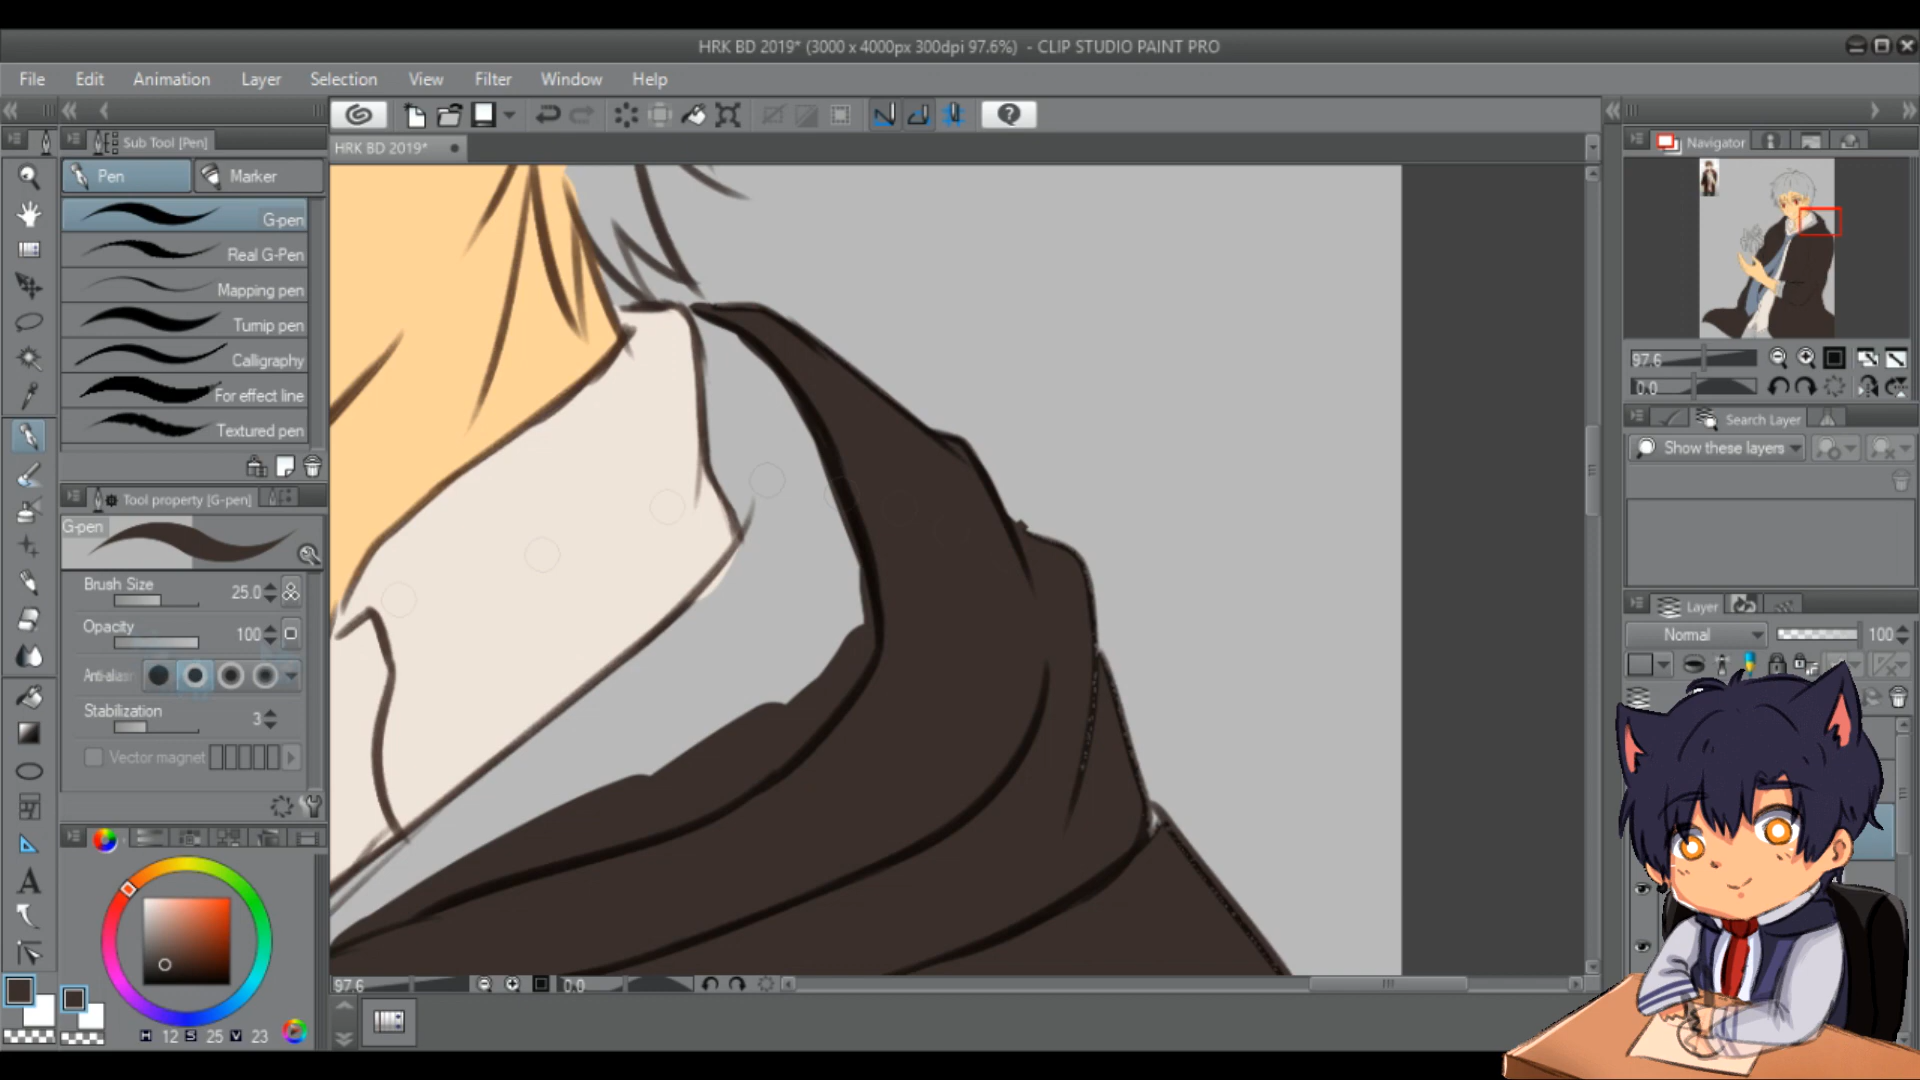 HRK BD 2019* (3000 x 4000px 300dpi 97.6%) - CLIP STUDIO PAINT PRO
File Edit Animation Layer Selection View Filter Window Help
Sub Tool [Pen]
HRK BD 2019*
Navigator
Pen Marker
G-pen
Real G-Pen
Mapping pen
Turnip pen
Calligraphy
For effect line
Textured pen
Tool property [G-pen]
G-pen
Brush Size 25.0
Opacity 100
Anti-alias
Stabilization 3
Vector magnet
H 12 S 25 V 23
97.6 0.0
97.6
0.0
Search Layer
Show these layers
Layer
Normal 100
A